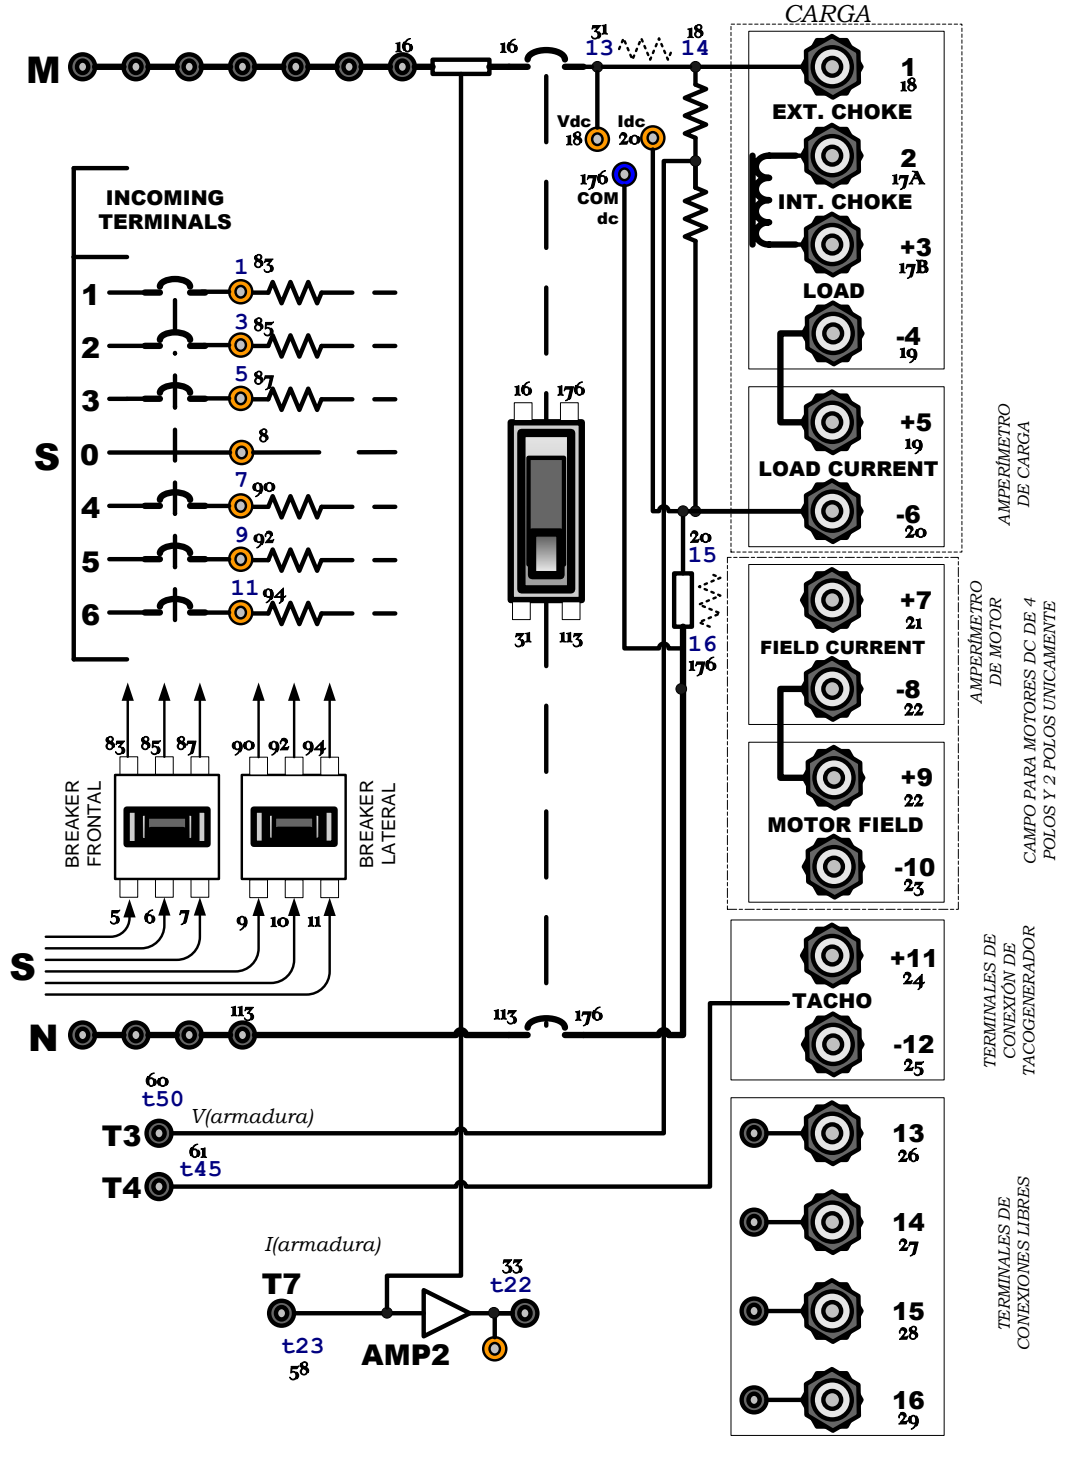 CARGA
M
16
16
31
13
18
14
1
18
EXT. CHOKE
Vdc
18
Idc
20
2
17A
176
COM
dc
INT. CHOKE
INCOMING
TERMINALS
+3
17B
LOAD
1
1
83
2
3
85
3
5
87
S
0
8
4
7
90
5
9
92
6
11
94
-4
19
16
176
31
113
+5
19
LOAD CURRENT
-6
20
AMPERÍMETRO
DE CARGA
20
15
16
176
+7
21
FIELD CURRENT
-8
22
AMPERÍMETRO
DE MOTOR
+9
22
MOTOR FIELD
-10
23
CAMPO PARA MOTORES DC DE 4
POLOS Y 2 POLOS UNICAMENTE
83
85
87
90
92
94
BREAKER
FRONTAL
BREAKER
LATERAL
5
6
7
9
10
11
S
+11
24
TACHO
-12
25
TERMINALES DE
CONEXIÓN DE
TACOGENERADOR
N
113
113
176
60
t50
T3
V(armadura)
61
t45
T4
I(armadura)
T7
t23
58
AMP2
33
t22
13
26
14
27
15
28
16
29
TERMINALES DE
CONEXIONES LIBRES